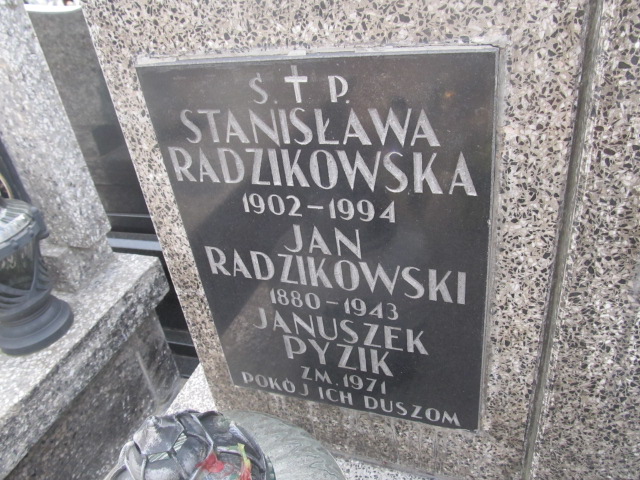 Ś. † P.
STANISŁAWA
RADZIKOWSKA
1902-1994
JAN
RADZIKOWSKI
1880-1943
JANUSZEK
PYZIK
ZM. 1971
POKÓJ ICH DUSZOM